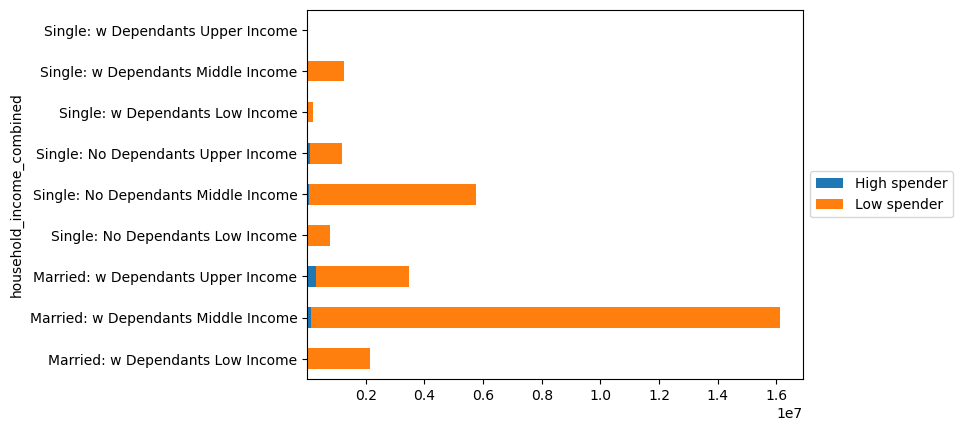 Single: w Dependants Upper Income
Single: w Dependants Middle Income
Single: w Dependants Low Income
Single: No Dependants Upper Income
Single: No Dependants Middle Income
Single: No Dependants Low Income
Married: w Dependants Upper Income
Married: w Dependants Middle Income
Married: w Dependants Low Income
household_income_combined
0.2 0.4 0.6 0.8 1.0 1.2 1.4 1.6
1e7
High spender
Low spender